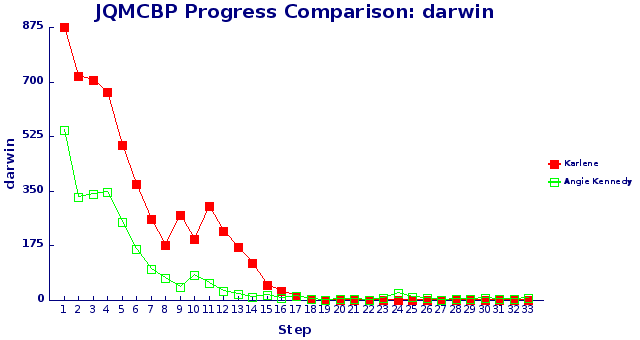 JQMCBP Progress Comparison: darwin
875
700
525
350
175
0
darwin
1 2 3 4 5 6 7 8 9 10 11 12 13 14 15 16 17 18 19 20 21 22 23 24 25 26 27 28 29 30 31 32 33
Step
Karlene
Angie Kennedy